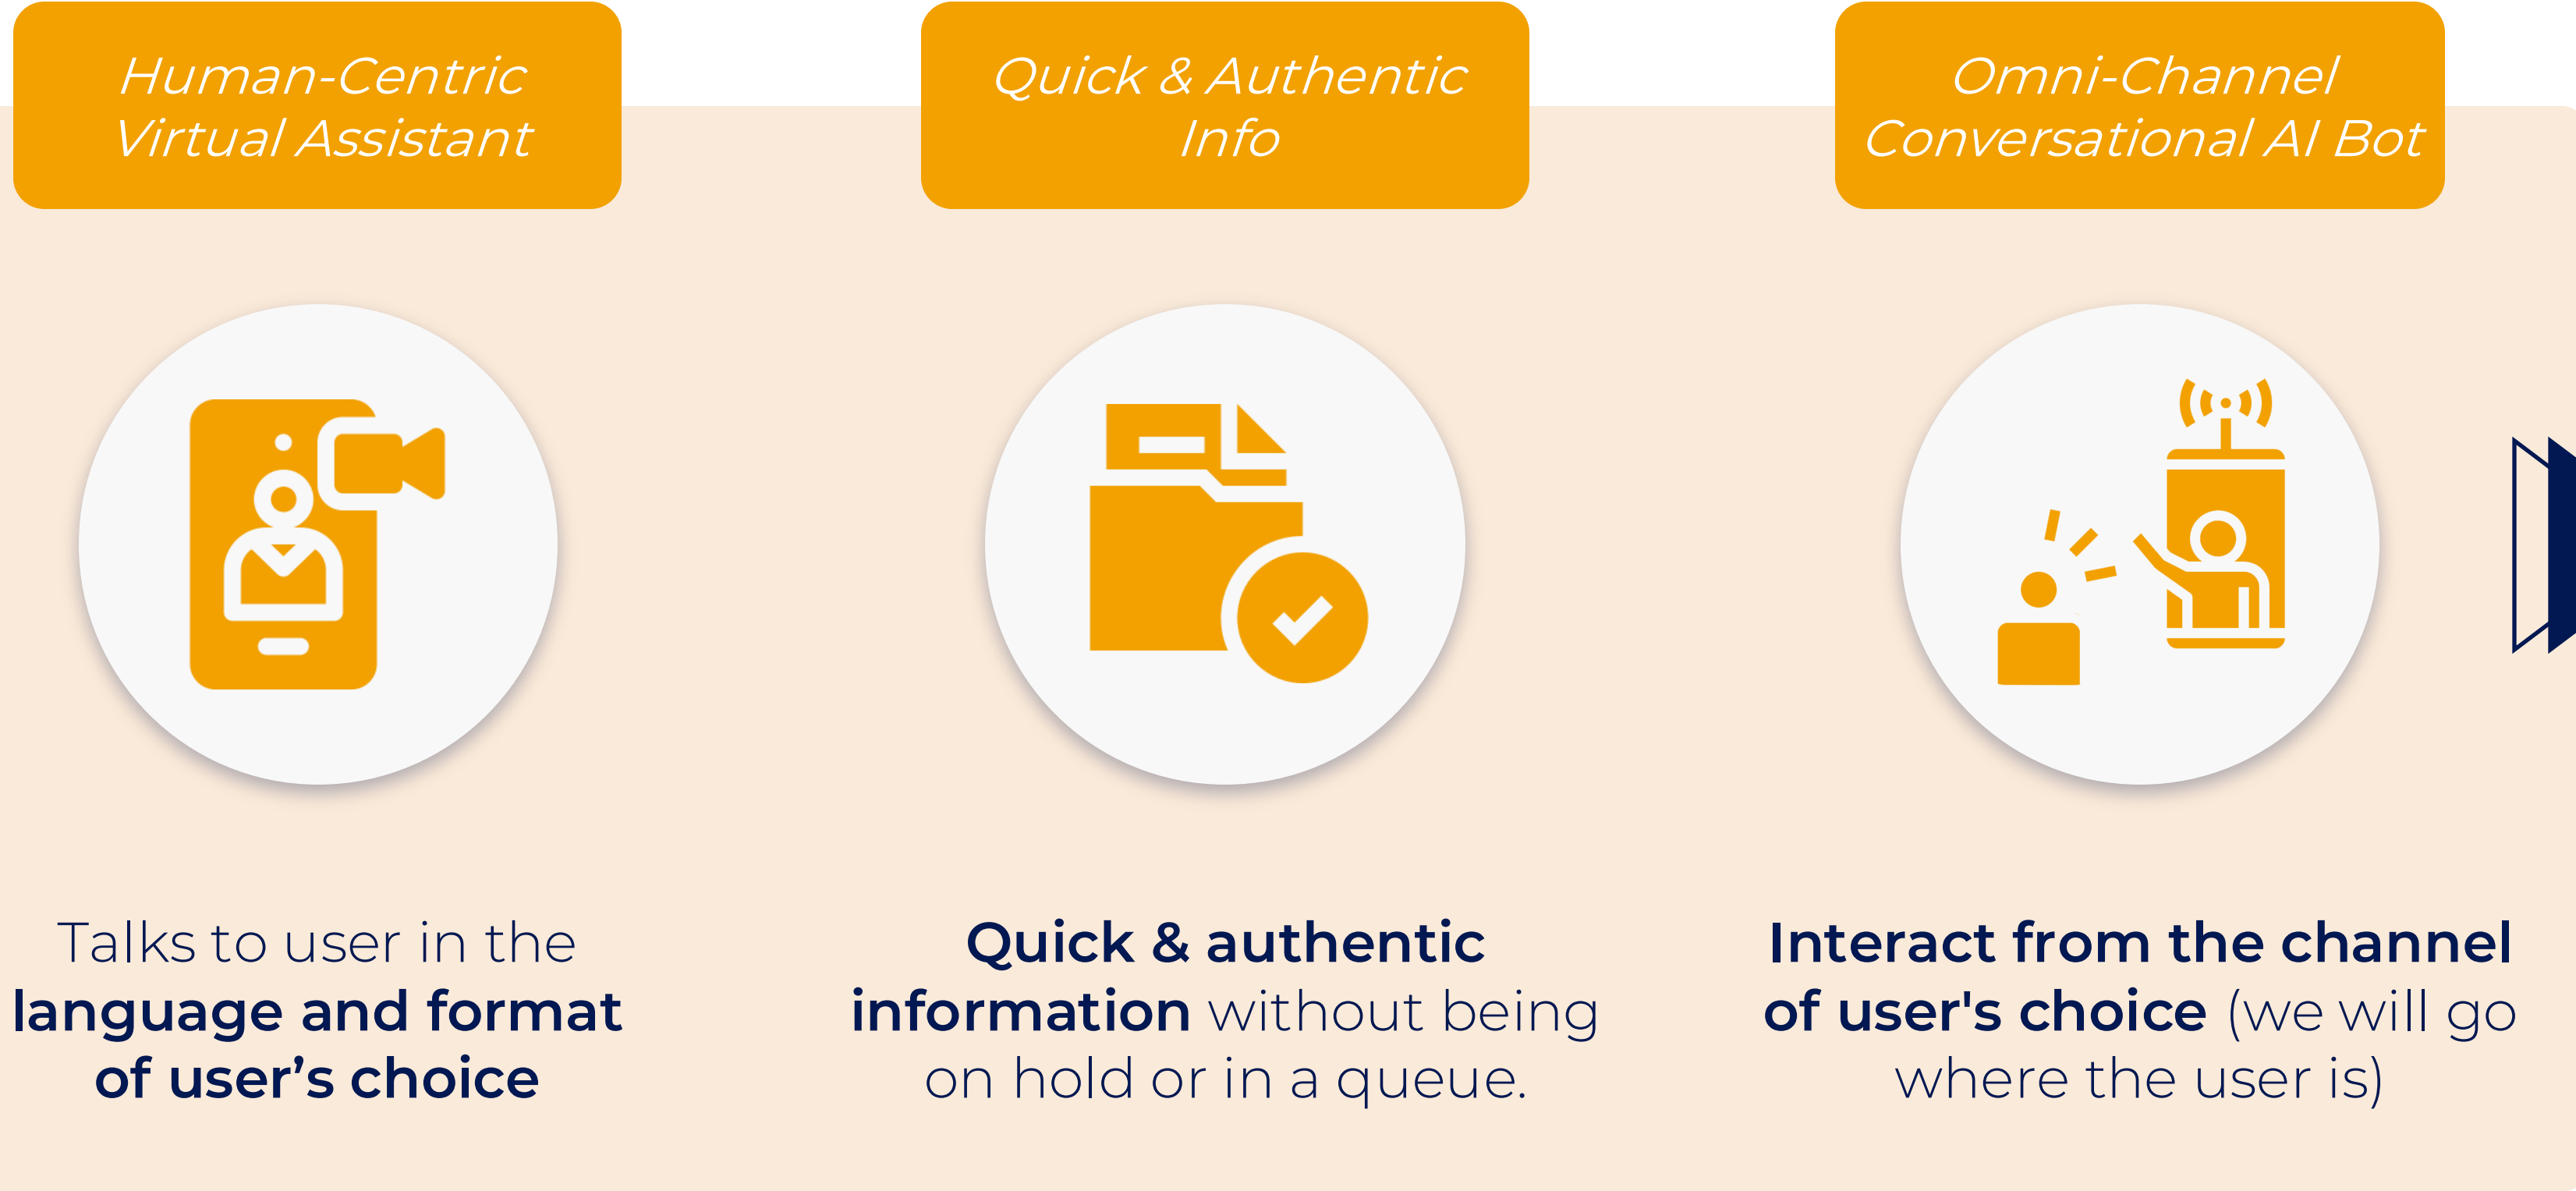 Human-Centric
Virtual Assistant
Talks to user in the
language and format
of user’s choice
Quick & Authentic
Info
Quick & authentic
information without being
on hold or in a queue.
Omni-Channel
Conversational AI Bot
Interact from the channel
of user's choice (we will go
where the user is)